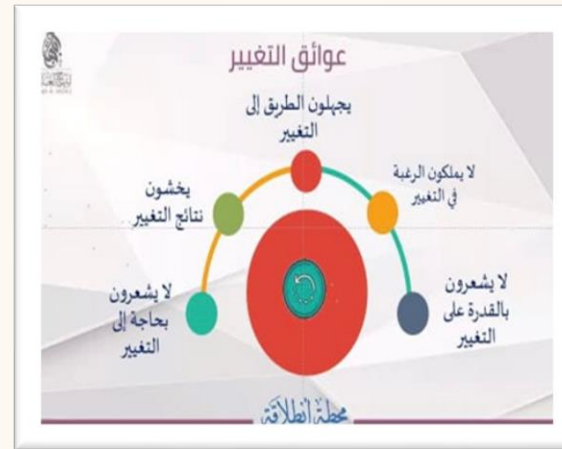 عوائق التغيير
يجهلون الطريق إلى
التغيير
لا يملكون الرغبة
في التغيير
يخشون
نتائج التغيير
لا يشعرون
بالقدرة على
التغيير
لا يشعرون
بحاجة إلى
التغيير
محطة انطلاقة